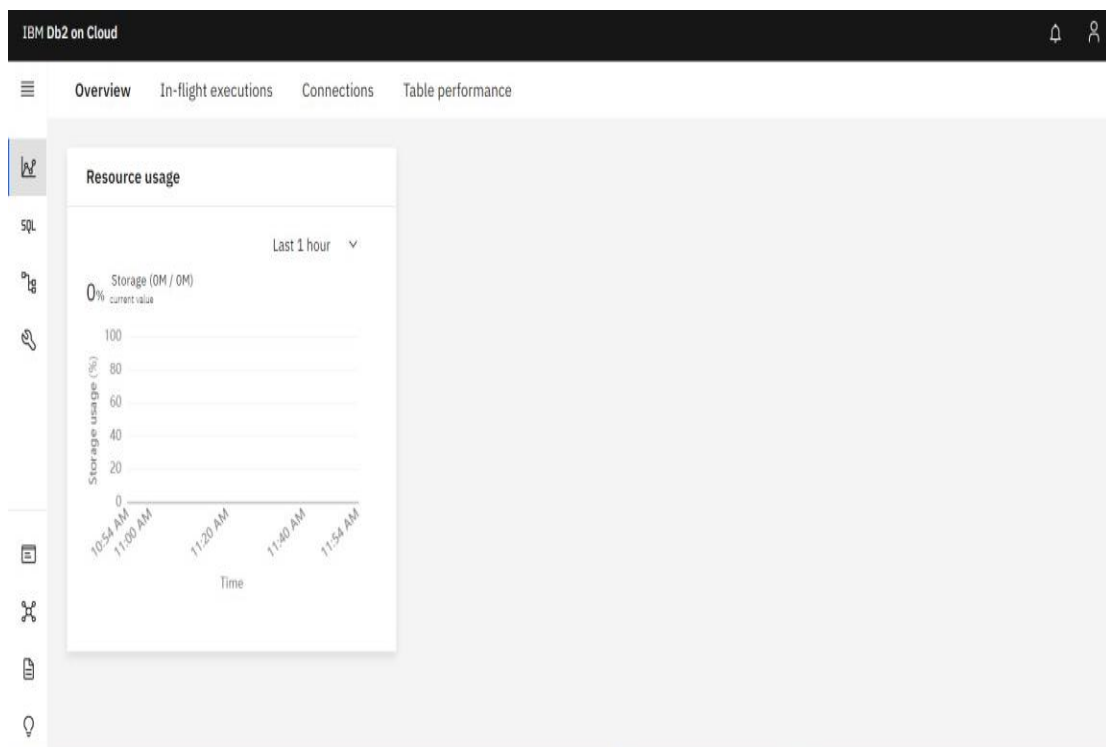 IBM Db2 on Cloud
Overview In-flight executions Connections Table performance
Resource usage
SQL
Last 1 hour
0% Storage (0M / 0M)
current value
100
80
60
40
20
0
Storage usage (%)
10:54 AM 11:00 AM 11:20 AM 11:40 AM 11:54 AM
Time